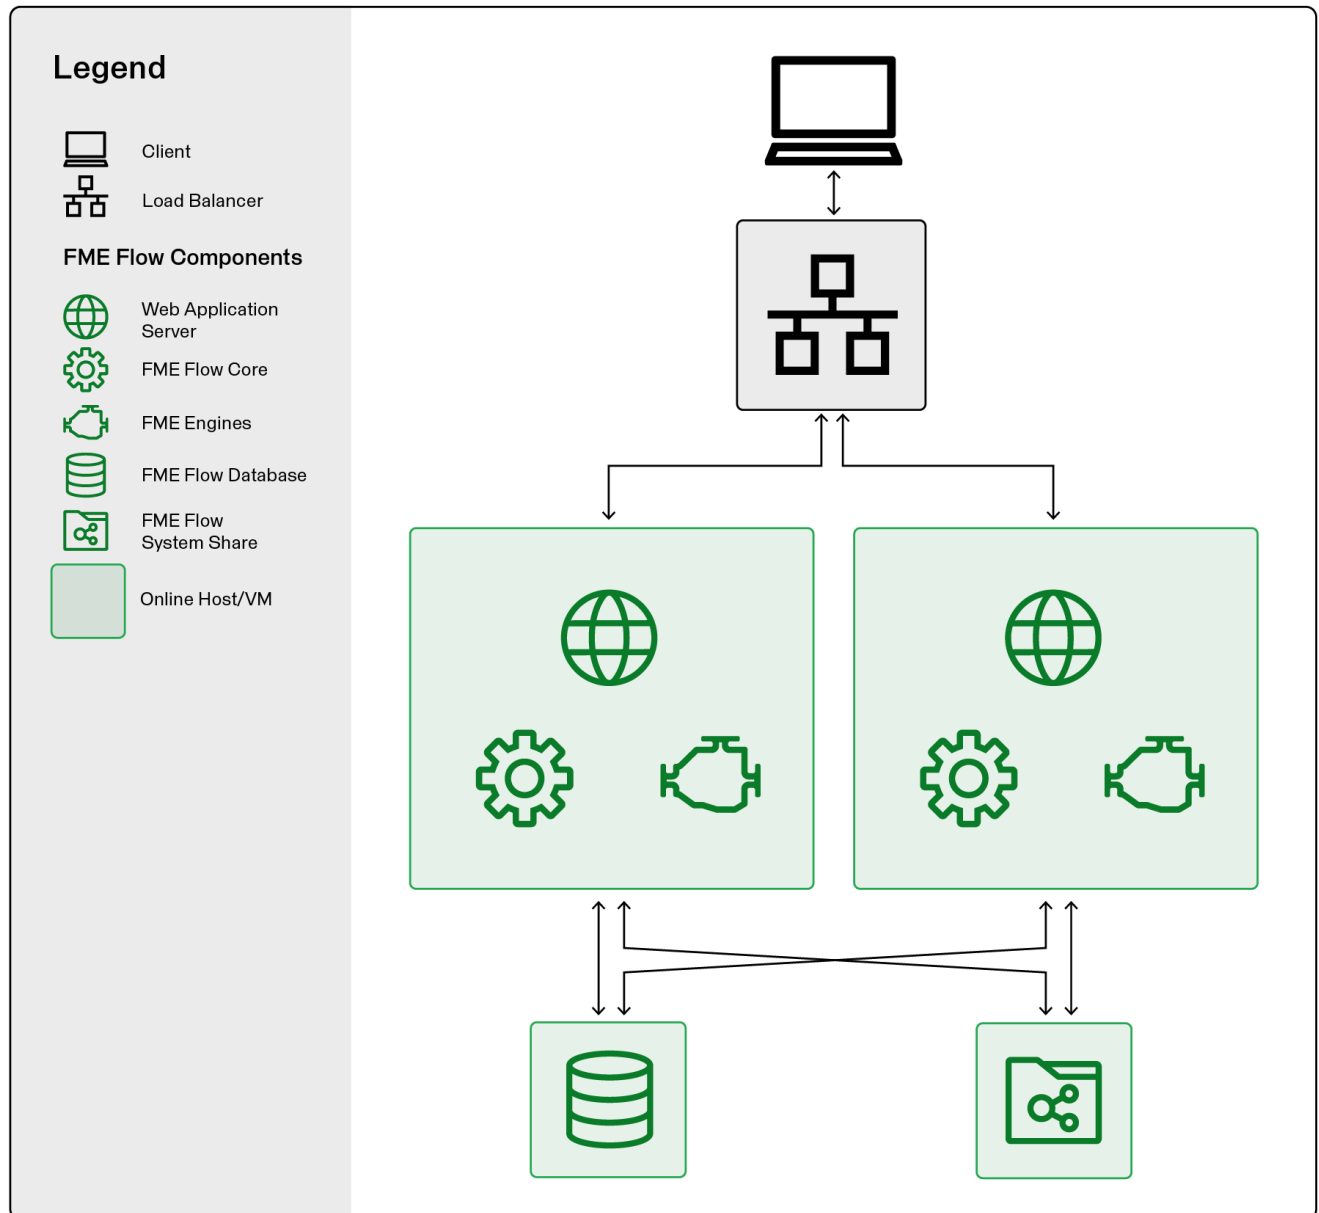 Legend
Client
Load Balancer
FME Flow Components
Web Application
Server
FME Flow Core
FME Engines
FME Flow Database
FME Flow
System Share
Online Host/VM